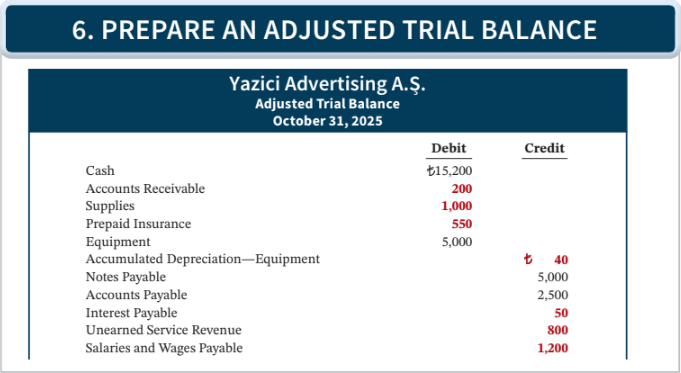 6. PREPARE AN ADJUSTED TRIAL BALANCE
Yazici Advertising A.Ş.
Adjusted Trial Balance
October 31, 2025
Debit Credit
Cash ₺15,200
Accounts Receivable 200
Supplies 1,000
Prepaid Insurance 550
Equipment 5,000
Accumulated Depreciation—Equipment ₺ 40
Notes Payable 5,000
Accounts Payable 2,500
Interest Payable 50
Unearned Service Revenue 800
Salaries and Wages Payable 1,200